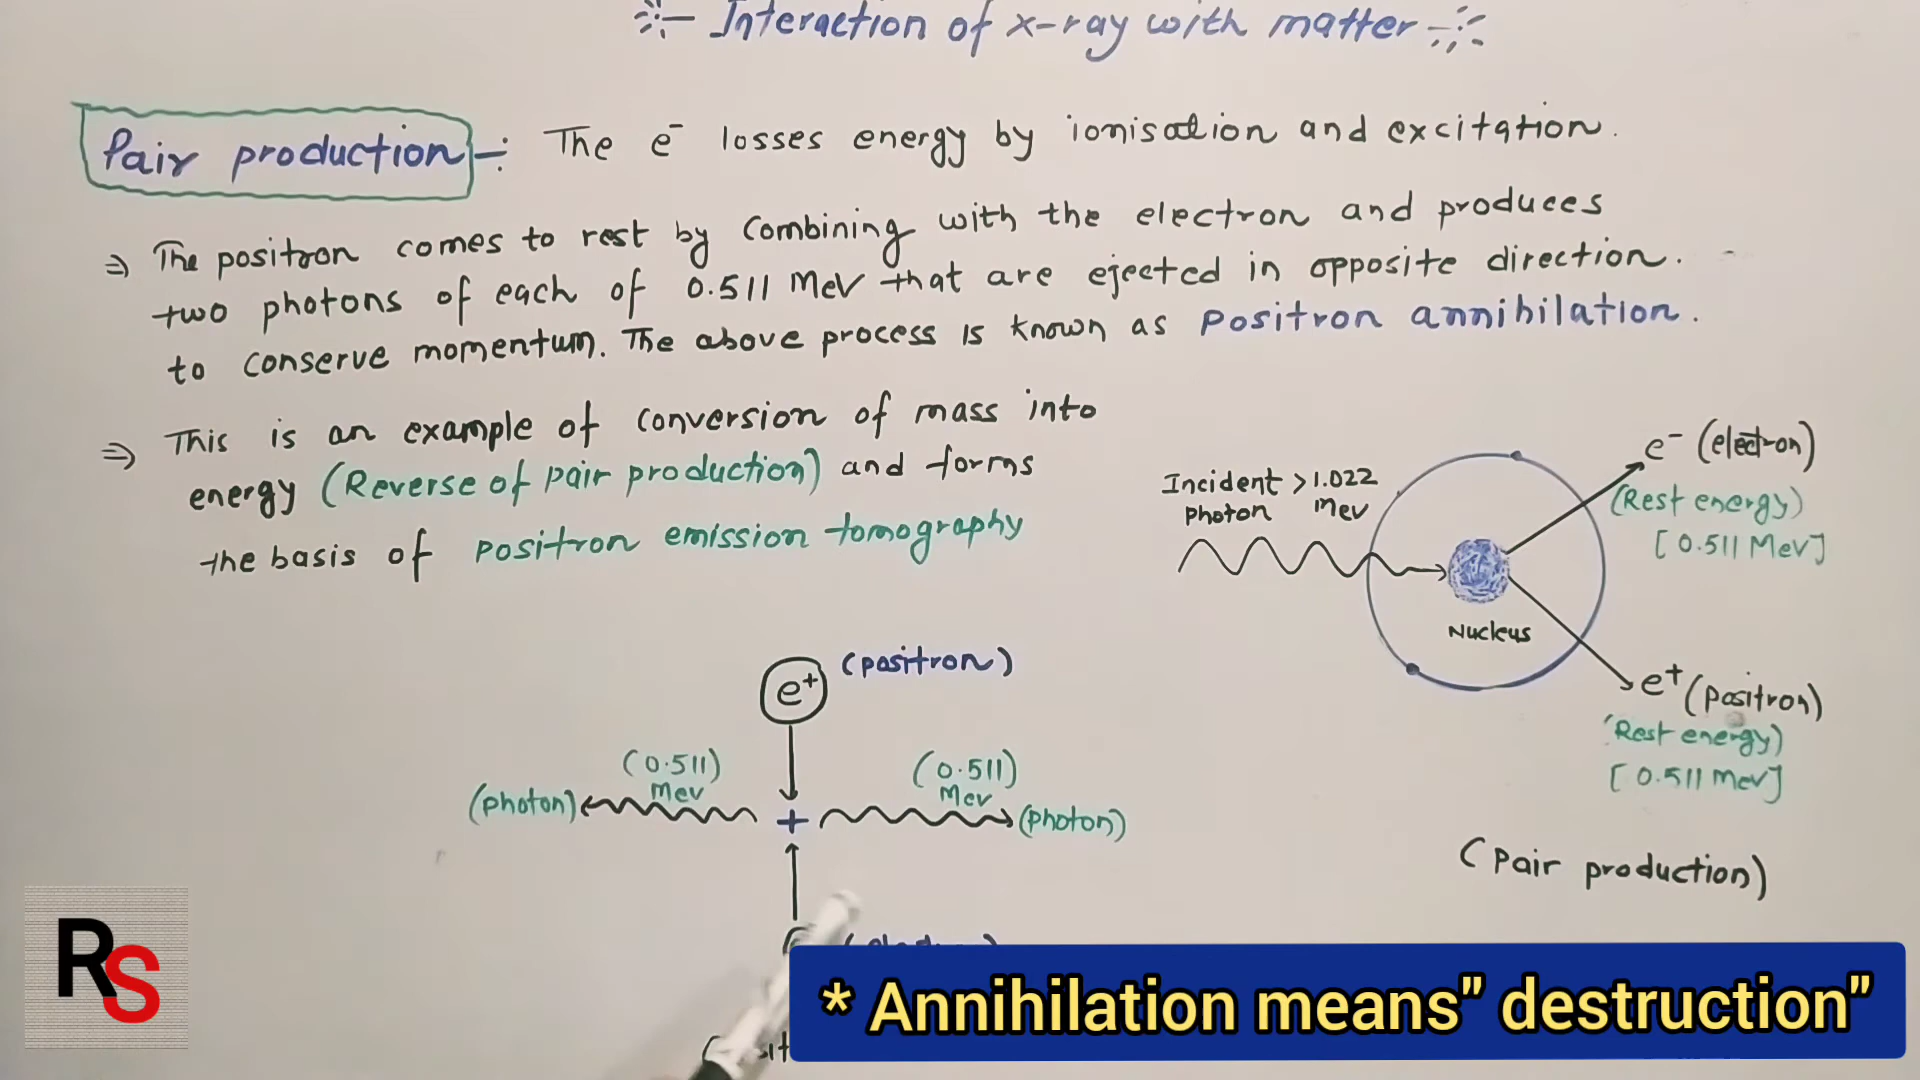 Interaction of x-ray with matter
Pair production -: The e⁻ losses energy by ionisation and excitation.
⇒ The positron comes to rest by combining with the electron and produces
two photons of each of 0.511 MeV that are ejected in opposite direction.
to conserve momentum. The above process is known as positron annihilation.
⇒ This is an example of conversion of mass into
energy (Reverse of pair production) and forms
the basis of positron emission tomography
Incident > 1.022
photon Mev
e⁻ (electron)
(Rest energy)
[0.511 MeV]
Nucleus
e⁺ (positron)
(Rest energy)
[0.511 Mev]
(Pair production)
e⁺ (positron)
(0.511) (0.511)
Mev Mev
(photon) + (photon)
RS
* Annihilation means" destruction"